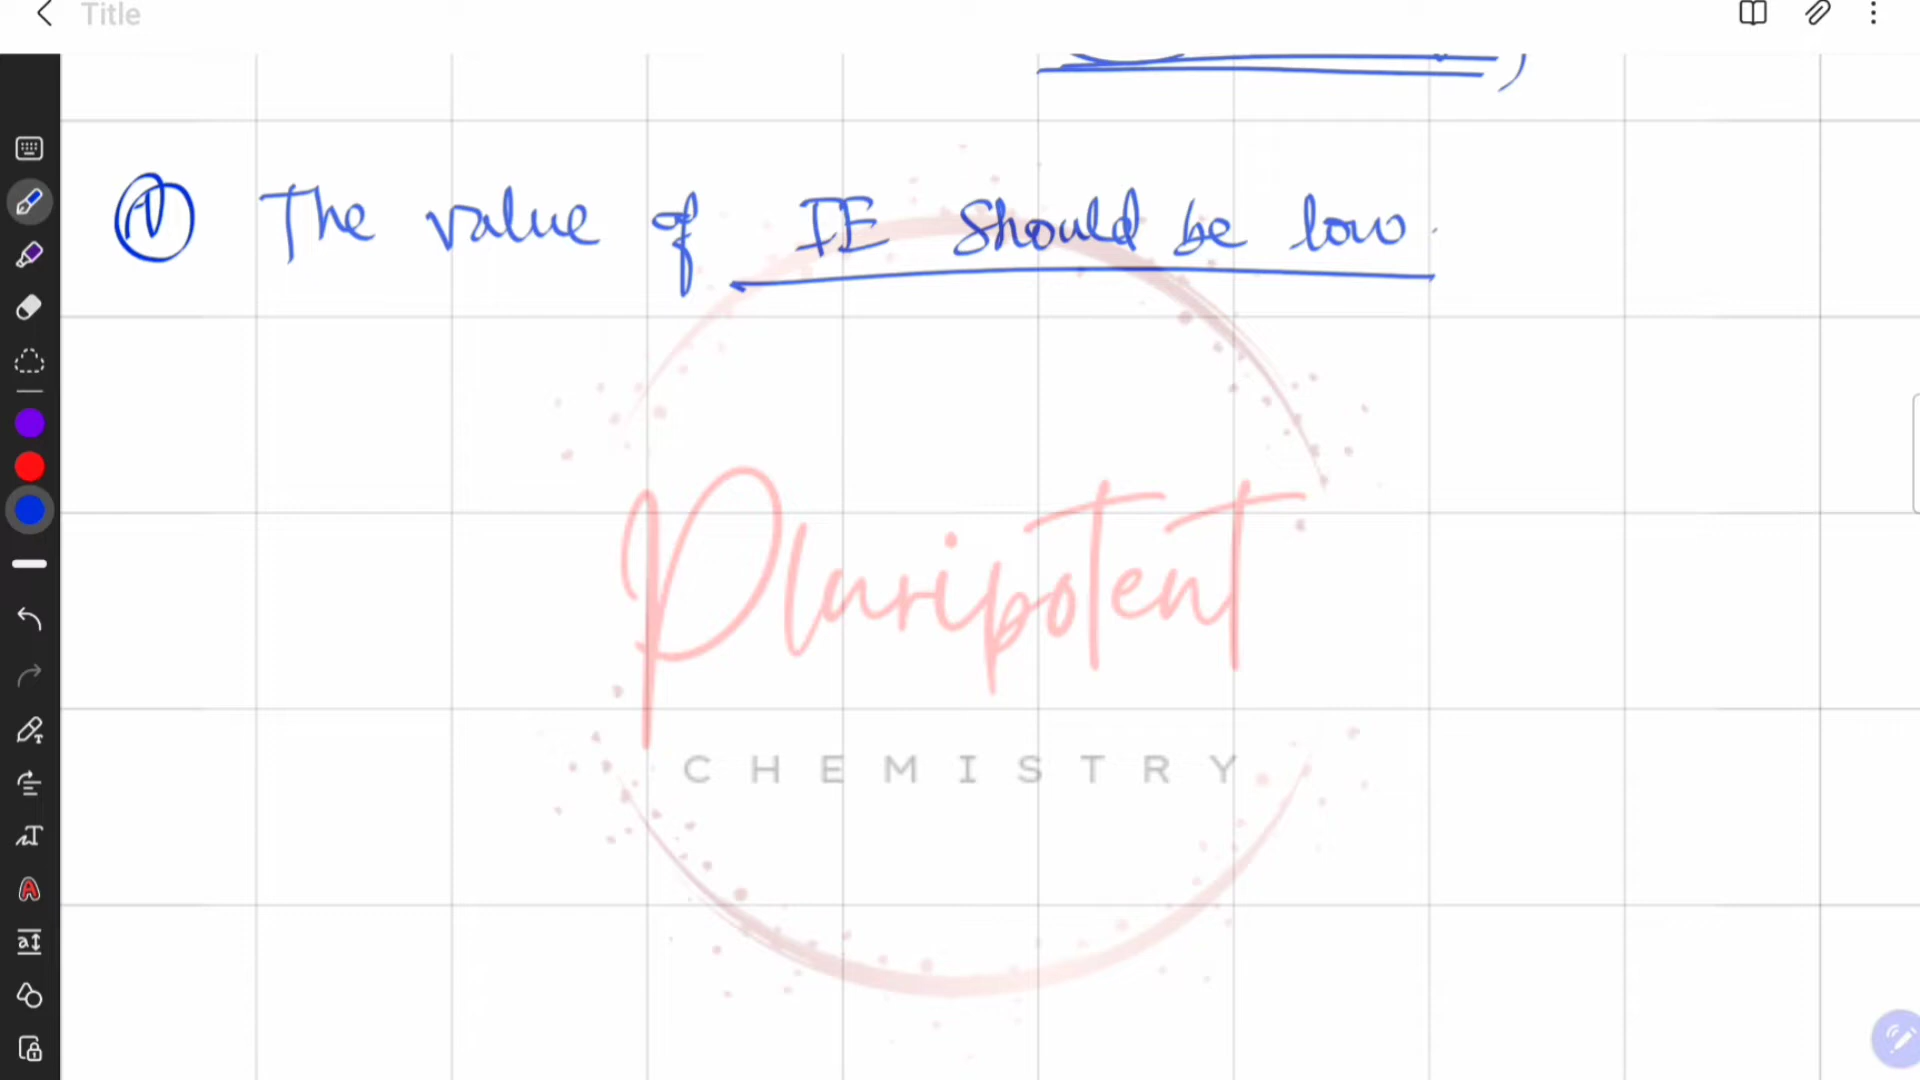 Title
The value of IE should be low.
Pluripotent
CHEMISTRY